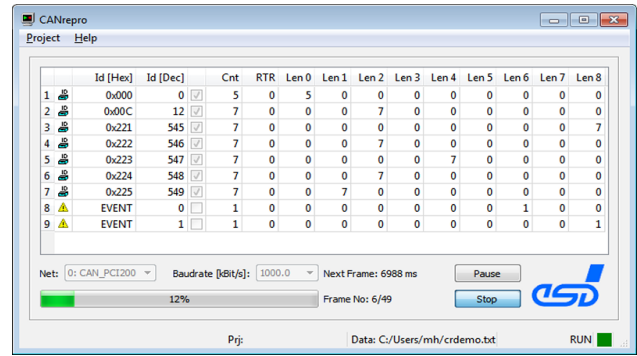 CANrepro
Project Help
Id [Hex] Id [Dec] Cnt RTR Len 0 Len 1 Len 2 Len 3 Len 4 Len 5 Len 6 Len 7 Len 8
1 ID 0x000 0 5 0 5 0 0 0 0 0 0 0 0
2 ID 0x00C 12 7 0 0 0 7 0 0 0 0 0 0
3 ID 0x221 545 7 0 0 0 0 0 0 0 0 0 7
4 ID 0x222 546 7 0 0 0 7 0 0 0 0 0 0
5 ID 0x223 547 7 0 0 0 0 0 7 0 0 0 0
6 ID 0x224 548 7 0 0 0 7 0 0 0 0 0 0
7 ID 0x225 549 7 0 0 7 0 0 0 0 0 0 0
8 EVENT 0 1 0 0 0 0 0 0 0 1 0 0
9 EVENT 1 1 0 0 0 0 0 0 0 0 0 1
Net: 0: CAN_PCI200 Baudrate [kBit/s]: 1000.0 Next Frame: 6988 ms Pause
12% Frame No: 6/49 Stop
esd
Prj: Data: C:/Users/mh/crdemo.txt RUN